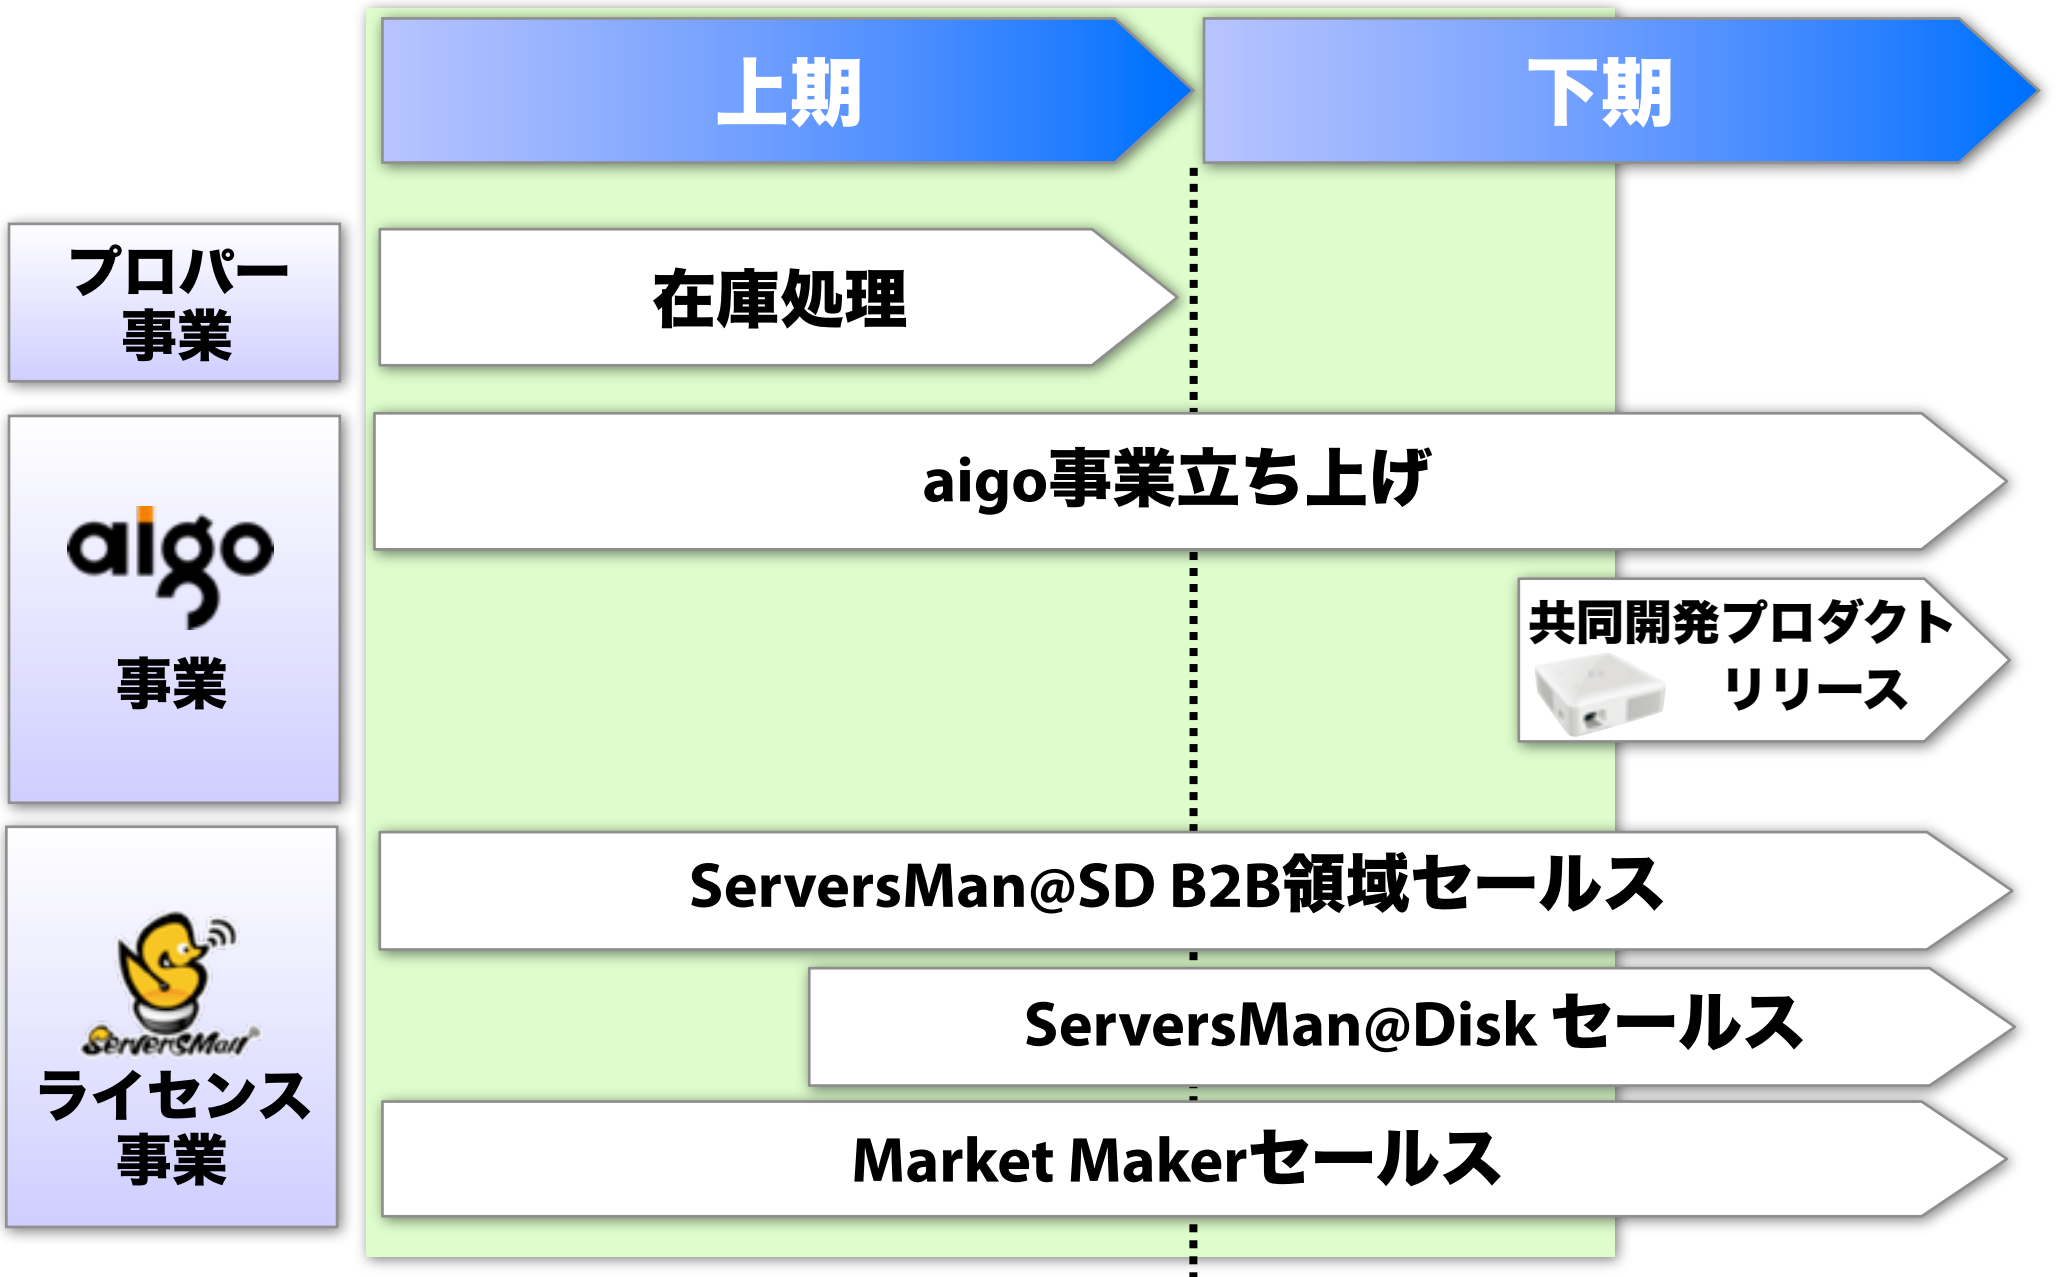 上期
下期
プロパー
事業
在庫処理
aigo
事業
aigo事業立ち上げ
共同開発プロダクト
リリース
ServersMan
ライセンス
事業
ServersMan@SD B2B領域セールス
ServersMan@Disk セールス
Market Makerセールス